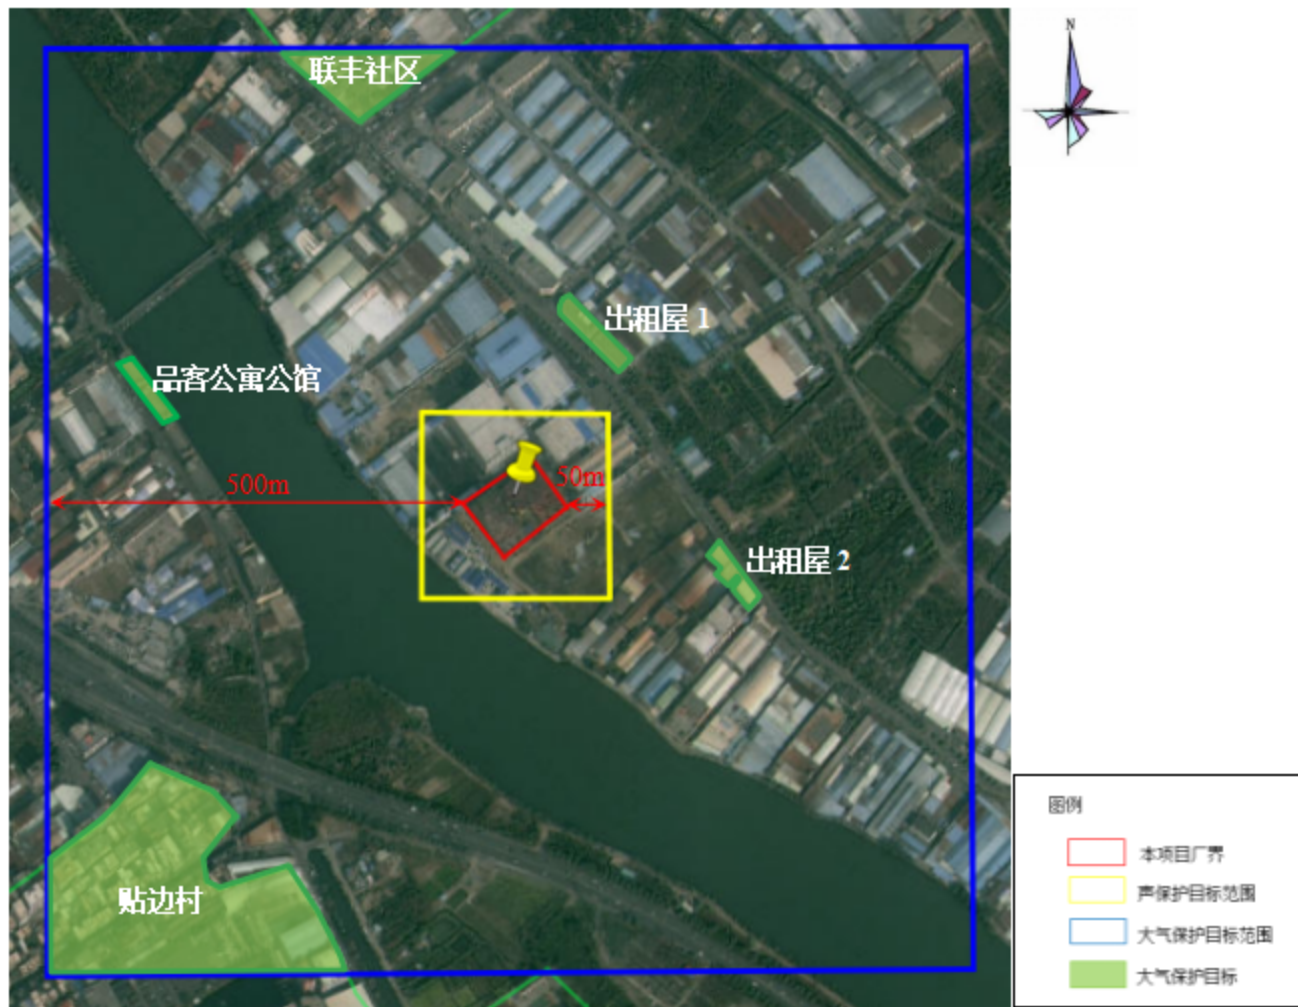 N
联丰社区
出租屋 1
品客公寓公馆
500m
50m
出租屋 2
贴边村
图例
本项目厂界
声保护目标范围
大气保护目标范围
大气保护目标